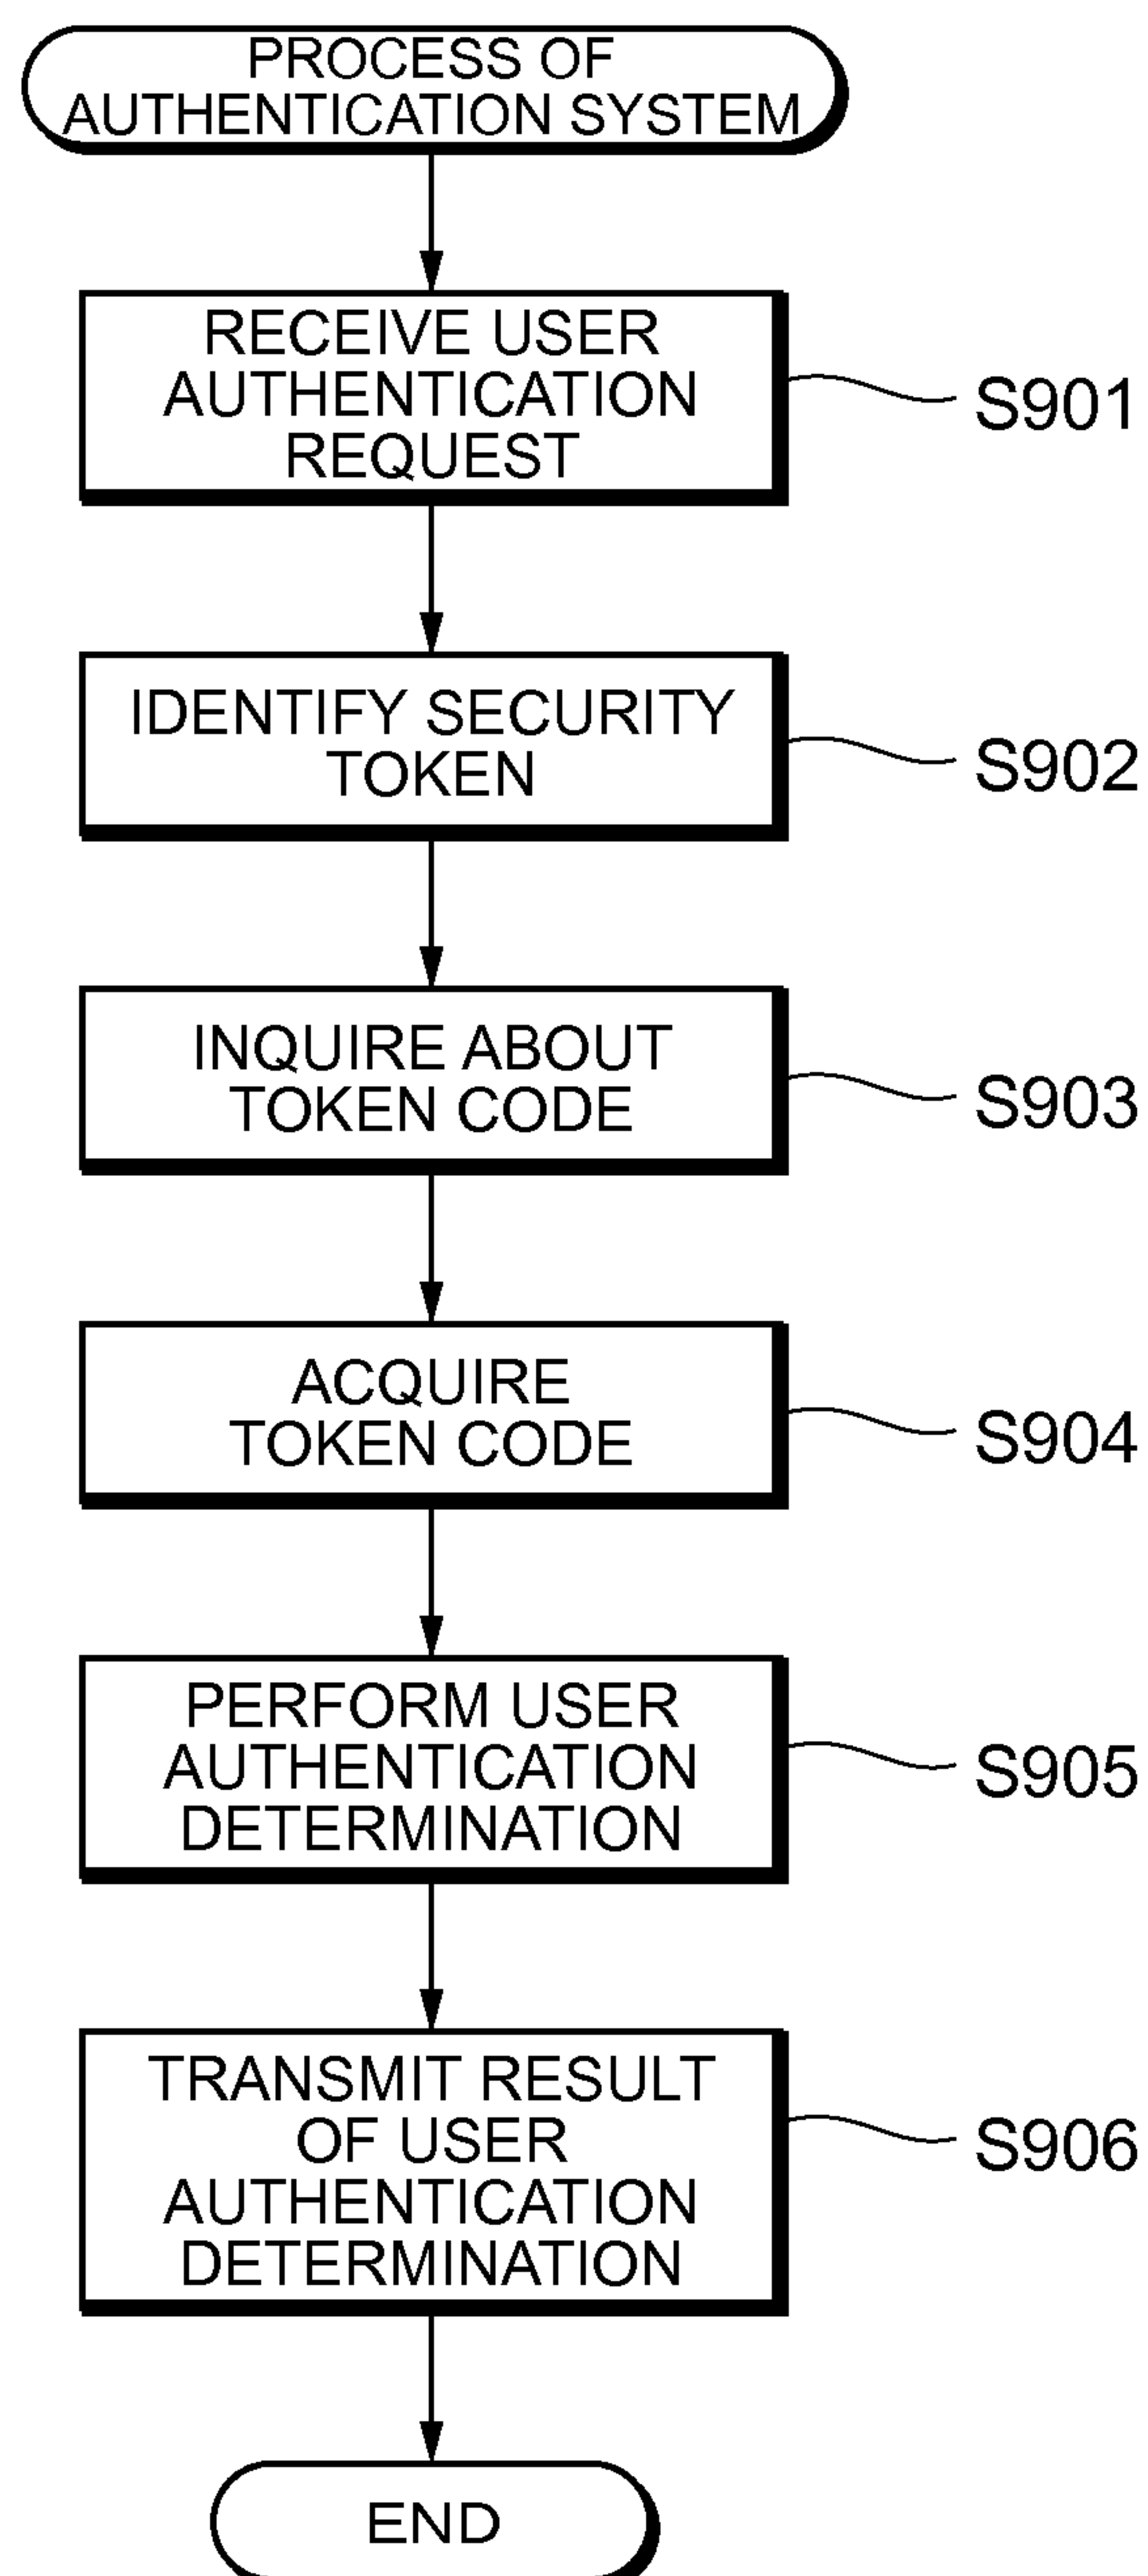 PROCESS OF
AUTHENTICATION SYSTEM
RECEIVE USER
AUTHENTICATION
REQUEST
S901
IDENTIFY SECURITY
TOKEN
S902
INQUIRE ABOUT
TOKEN CODE
S903
ACQUIRE
TOKEN CODE
S904
PERFORM USER
AUTHENTICATION
DETERMINATION
S905
TRANSMIT RESULT
OF USER
AUTHENTICATION
DETERMINATION
S906
END